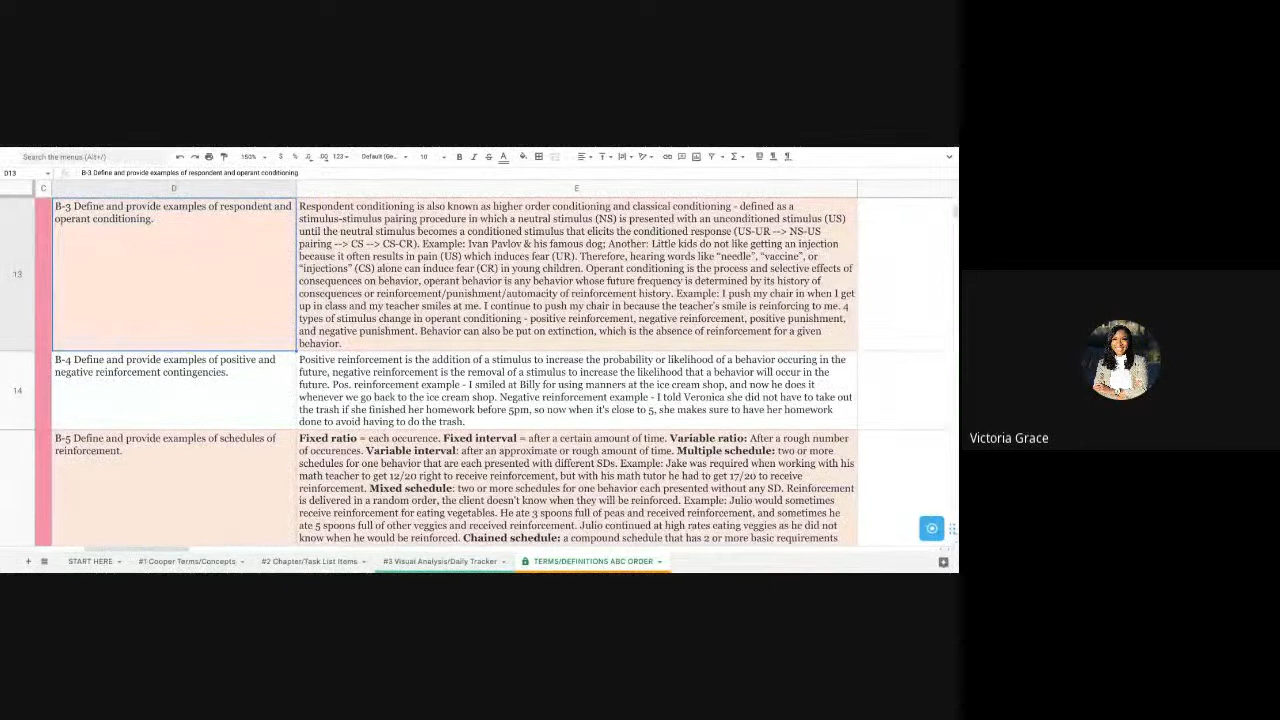 Search the menus (Alt+/)
150%
$ % .0 .00 123
Default (Ge...
10
B I S A
D13
fx
B-3 Define and provide examples of respondent and operant conditioning.
C D E
13
B-3 Define and provide examples of respondent and
operant conditioning.
Respondent conditioning is also known as higher order conditioning and classical conditioning - defined as a
stimulus-stimulus pairing procedure in which a neutral stimulus (NS) is presented with an unconditioned stimulus (US)
until the neutral stimulus becomes a conditioned stimulus that elicits the conditioned response (US-UR --> NS-US
pairing --> CS --> CS-CR). Example: Ivan Pavlov & his famous dog; Another: Little kids do not like getting an injection
because it often results in pain (US) which induces fear (UR). Therefore, hearing words like “needle”, “vaccine”, or
“injections” (CS) alone can induce fear (CR) in young children. Operant conditioning is the process and selective effects of
consequences on behavior, operant behavior is any behavior whose future frequency is determined by its history of
consequences or reinforcement/punishment/automacity of reinforcement history. Example: I push my chair in when I get
up in class and my teacher smiles at me. I continue to push my chair in because the teacher's smile is reinforcing to me. 4
types of stimulus change in operant conditioning - positive reinforcement, negative reinforcement, positive punishment,
and negative punishment. Behavior can also be put on extinction, which is the absence of reinforcement for a given
behavior.
14
B-4 Define and provide examples of positive and
negative reinforcement contingencies.
Positive reinforcement is the addition of a stimulus to increase the probability or likelihood of a behavior occuring in the
future, negative reinforcement is the removal of a stimulus to increase the likelihood that a behavior will occur in the
future. Pos. reinforcement example - I smiled at Billy for using manners at the ice cream shop, and now he does it
whenever we go back to the ice cream shop. Negative reinforcement example - I told Veronica she did not have to take out
the trash if she finished her homework before 5pm, so now when it's close to 5, she makes sure to have her homework
done to avoid having to do the trash.
B-5 Define and provide examples of schedules of
reinforcement.
Fixed ratio = each occurence. Fixed interval = after a certain amount of time. Variable ratio: After a rough number
of occurences. Variable interval: after an approximate or rough amount of time. Multiple schedule: two or more
schedules for one behavior that are each presented with different SDs. Example: Jake was required when working with his
math teacher to get 12/20 right to receive reinforcement, but with his math tutor he had to get 17/20 to receive
reinforcement. Mixed schedule: two or more schedules for one behavior each presented without any SD. Reinforcement
is delivered in a random order, the client doesn't know when they will be reinforced. Example: Julio would sometimes
receive reinforcement for eating vegetables. He ate 3 spoons full of peas and received reinforcement, and sometimes he
ate 5 spoons full of other veggies and received reinforcement. Julio continued at high rates eating veggies as he did not
know when he would be reinforced. Chained schedule: a compound schedule that has 2 or more basic requirements
START HERE
#1 Cooper Terms/Concepts
#2 Chapter/Task List Items
#3 Visual Analysis/Daily Tracker
TERMS/DEFINITIONS ABC ORDER
Victoria Grace